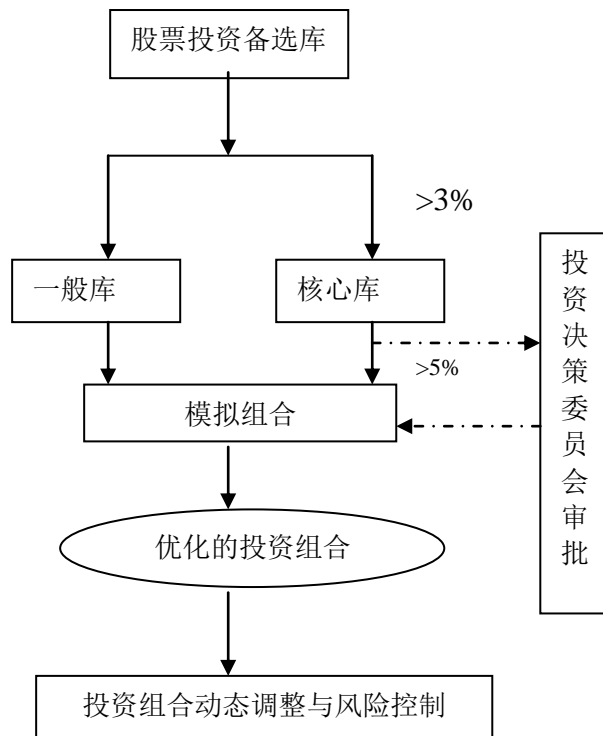 股票投资备选库
>3%
一般库
核心库
>5%
投资决策委员会审批
模拟组合
优化的投资组合
投资组合动态调整与风险控制